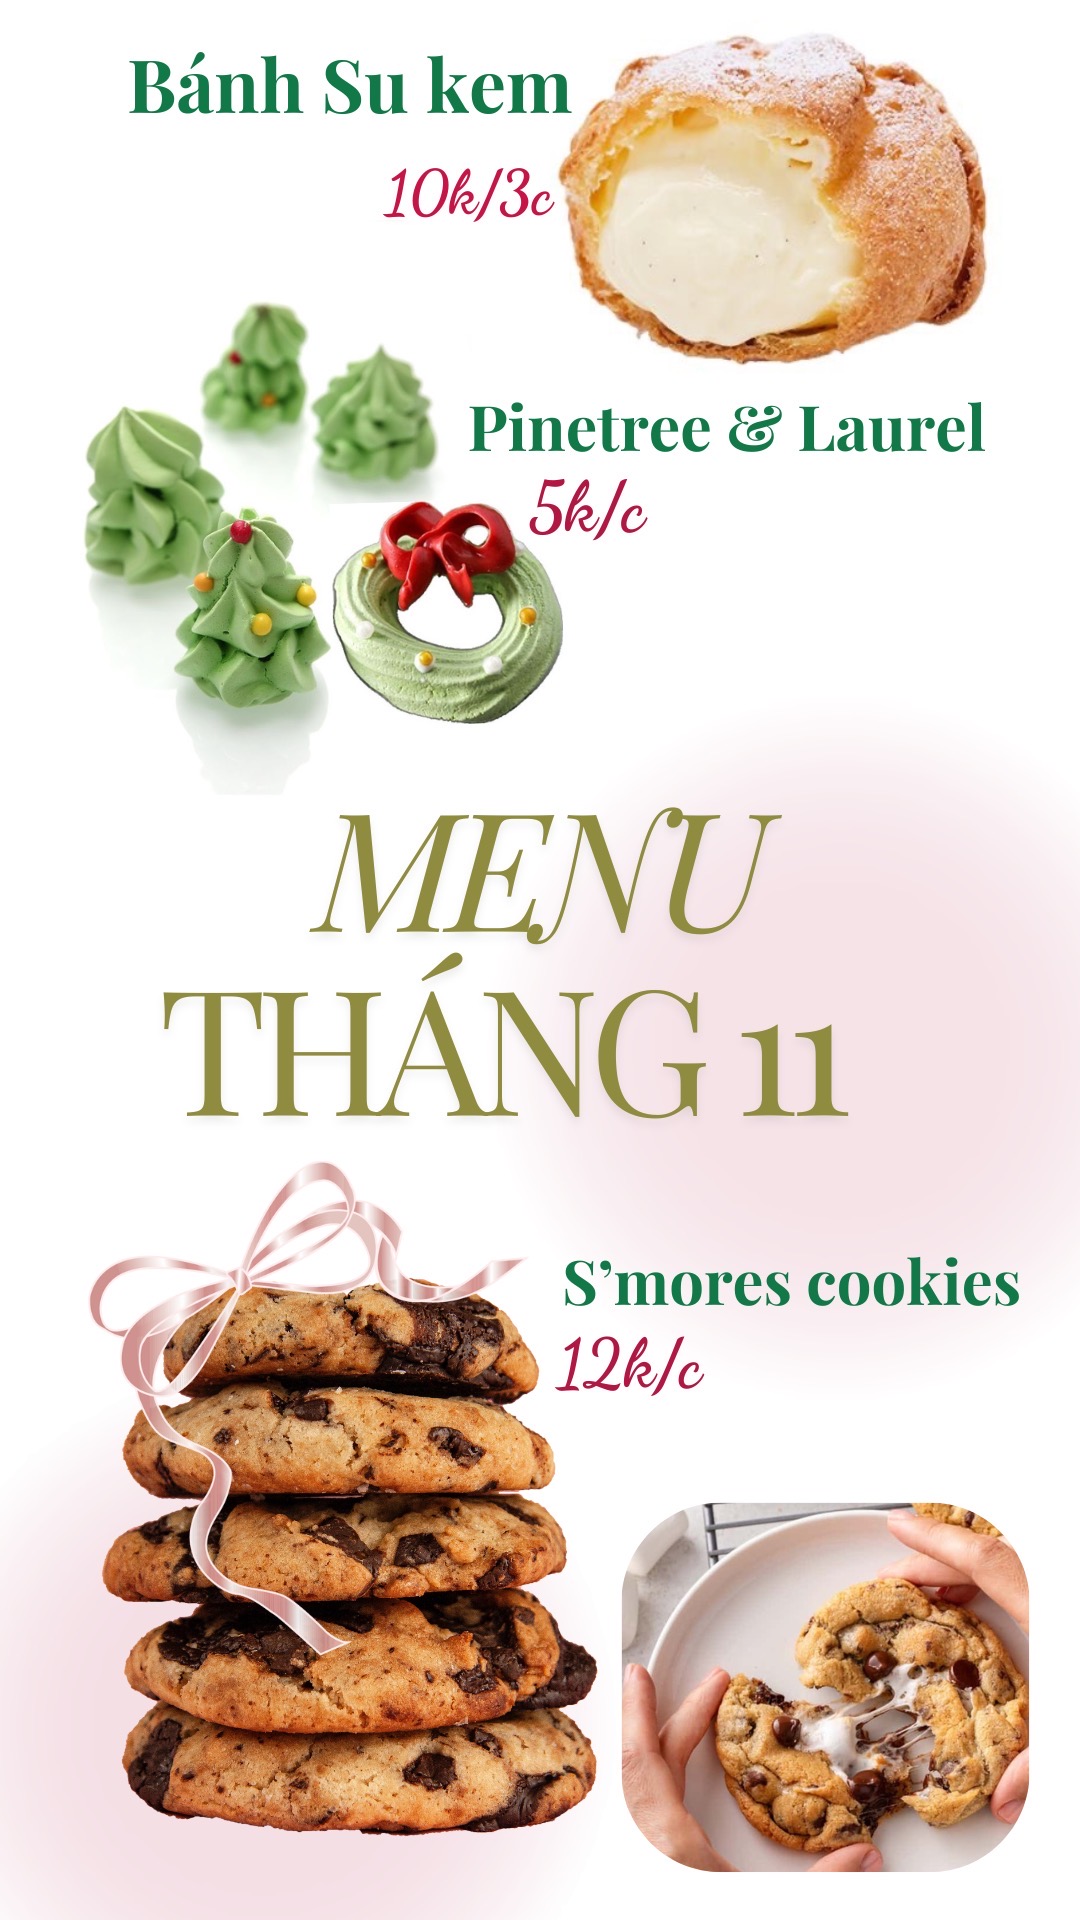 Bánh Su kem
10k/3c
Pinetree & Laurel
5k/c
MENU
THÁNG 11
S’mores cookies
12k/c